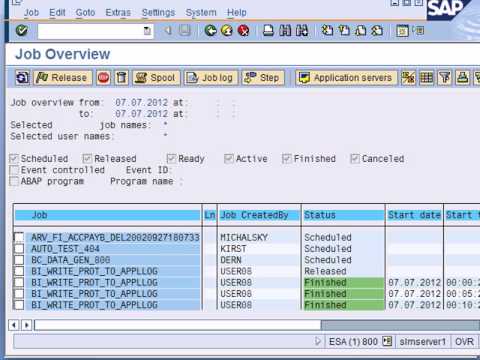 Job Edit Goto Extras Settings System Help
SAP
Job Overview
Release Spool Job log Step Application servers
Job overview from: 07.07.2012 at: : :
to: 07.07.2012 at: : :
Selected job names: *
Selected user names: *
Scheduled Released Ready Active Finished Canceled
Event controlled Event ID:
ABAP program Program name :
Job Ln Job CreatedBy Status Start date Start t
ARV_FI_ACCPAYB_DEL20020927180733 MICHALSKY Scheduled
AUTO_TEST_404 KIRST Scheduled
BC_DATA_GEN_800 DERN Scheduled
BI_WRITE_PROT_TO_APPLLOG USER08 Released
BI_WRITE_PROT_TO_APPLLOG USER08 Finished 07.07.2012 00:00:2
BI_WRITE_PROT_TO_APPLLOG USER08 Finished 07.07.2012 00:05:2
BI_WRITE_PROT_TO_APPLLOG USER08 Finished 07.07.2012 00:10:2
ESA (1) 800 slmserver1 OVR